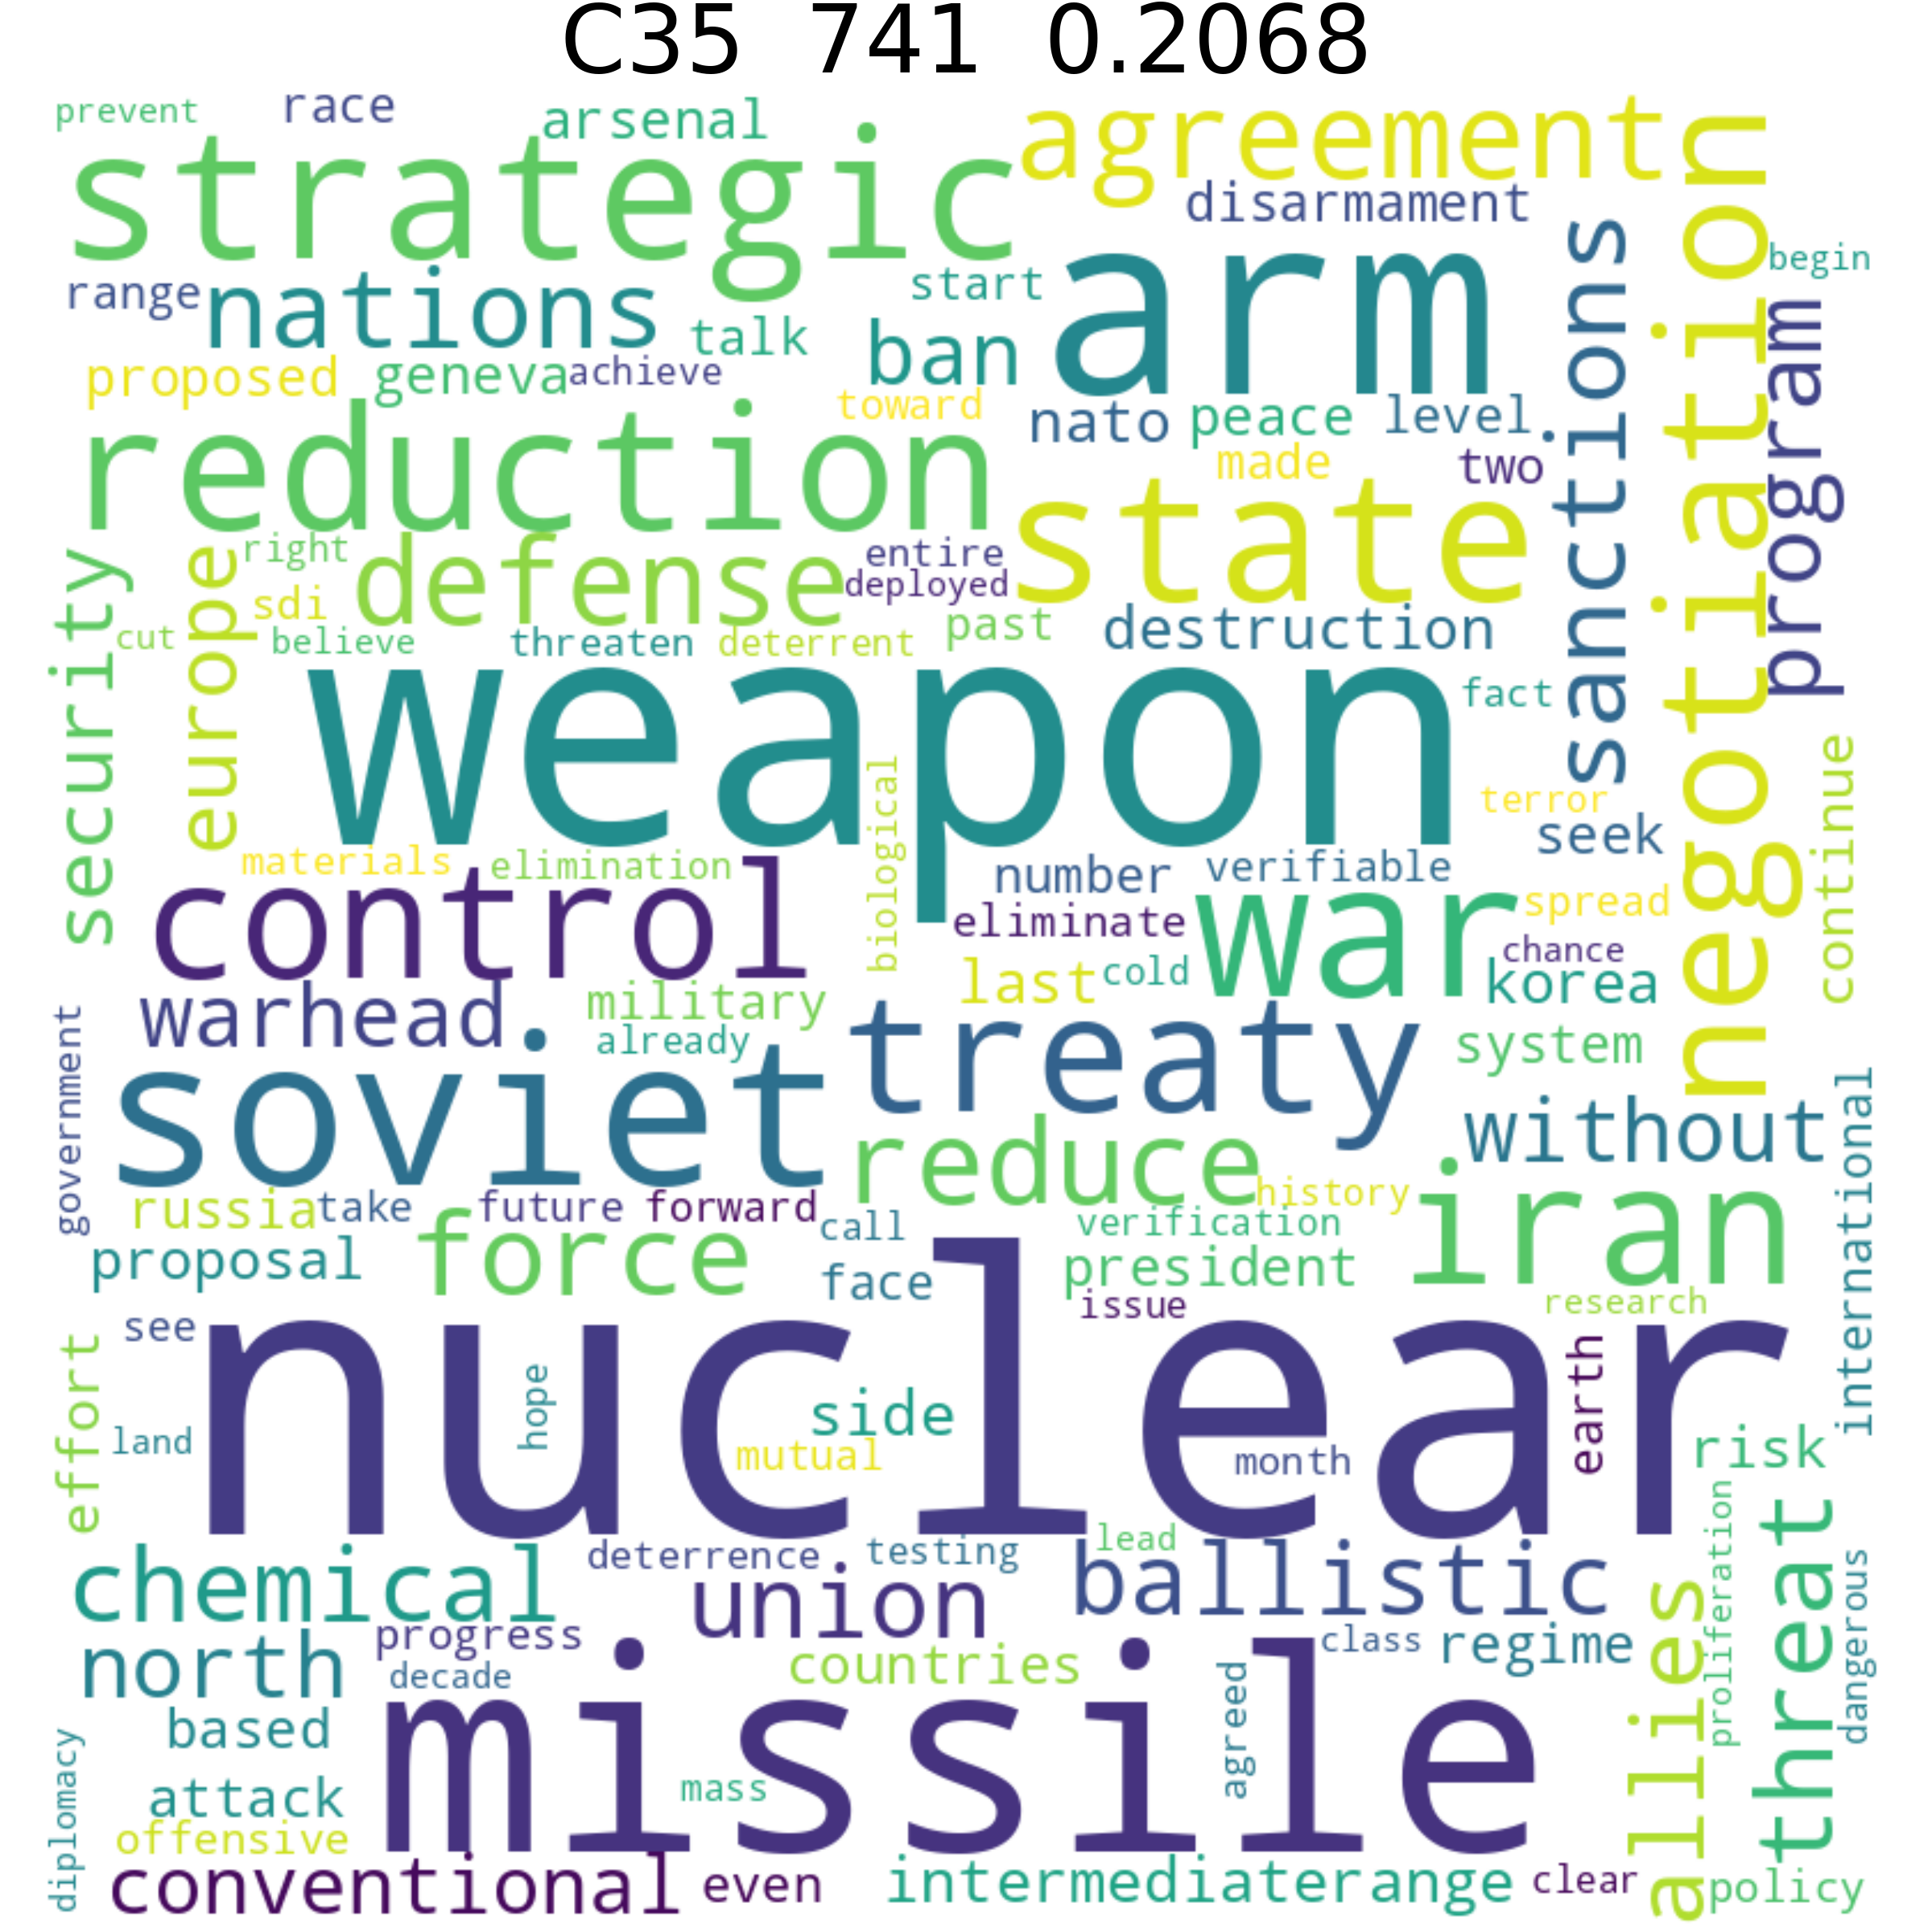 C35 741 0.2068
prevent race arsenal agreement
strategic disarmament negotiation
range nations start arm sanctions begin
talk ban program
proposed geneva achieve toward
nato peace level
reduction made two
state
right defense entire
security europe sdi deployed
cut believe threaten deterrent past destruction
weapon fact
continue
terror
seek
materials elimination biological number verifiable
control eliminate war spread
chance
last cold korea
warhead military
already treaty system
government soviet without
reduce international
russia take future forward history iran
call verification
proposal force face president
issue research
see nuclear earth
effort hope side
land mutual month risk
deterrence testing lead proliferation
chemical union ballistic threat
dangerous
north progress class regime allies
decade countries
based missile agreed
diplomacy attack mass
offensive
conventional even intermediaterange clear policy